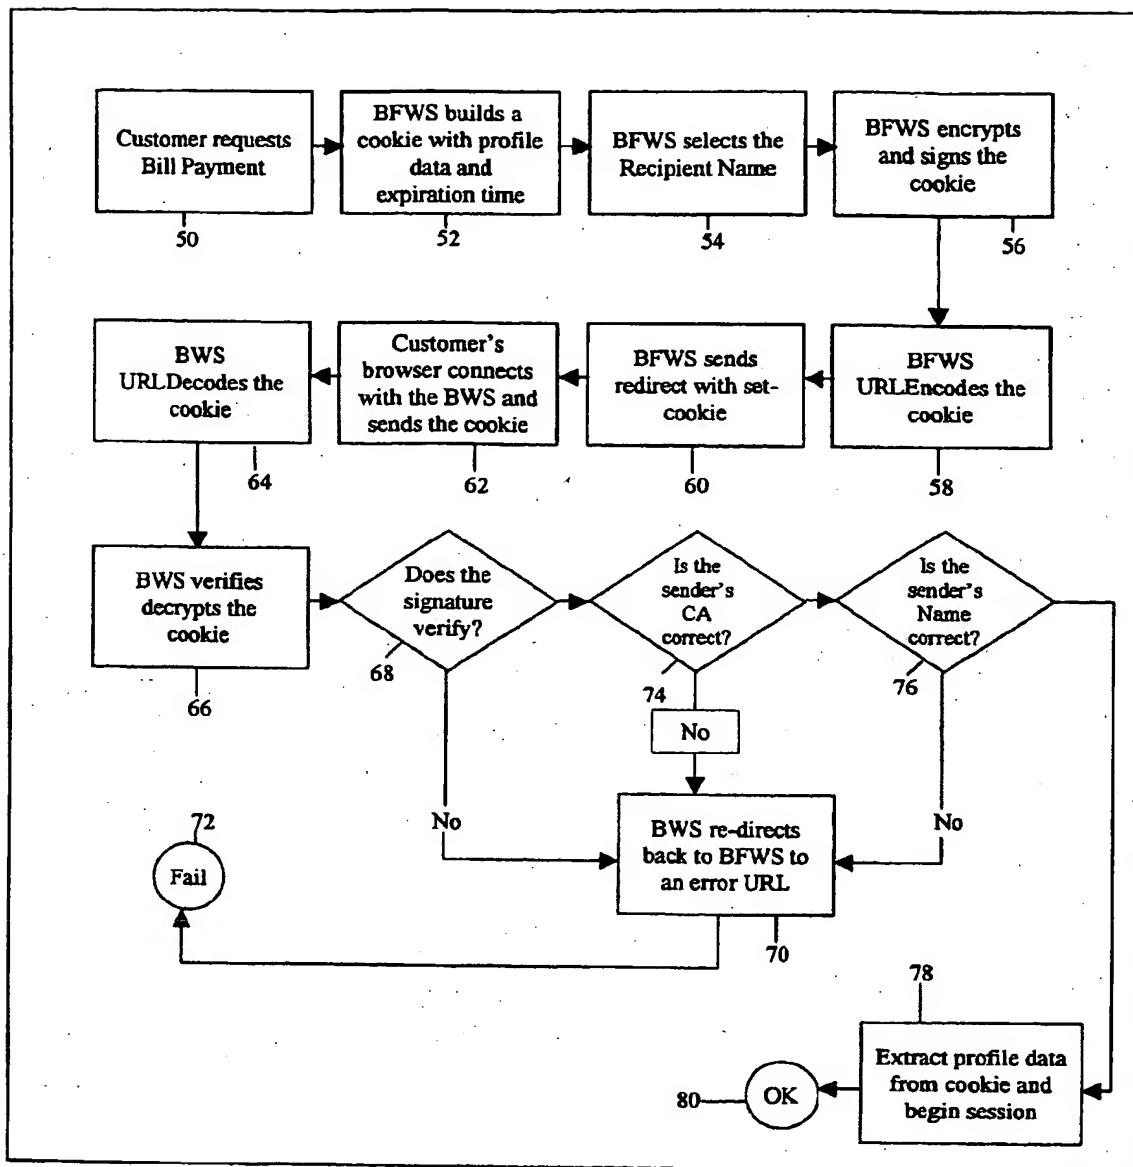 Customer requests
Bill Payment
50
BFWS builds a
cookie with profile
data and
expiration time
52
BFWS selects the
Recipient Name
54
BFWS encrypts
and signs the
cookie
56
BWS
URLDecodes the
cookie
64
Customer's
browser connects
with the BWS and
sends the cookie
62
BFWS sends
redirect with set-
cookie
60
BFWS
URLEncodes the
cookie
58
BWS verifies
decrypts the
cookie
66
Does the
signature
verify?
68
Is the
sender's
CA
correct?
74
Is the
sender's
Name
correct?
76
No
No
No
72
Fail
BWS re-directs
back to BFWS to
an error URL
70
78
Extract profile data
from cookie and
begin session
80
OK